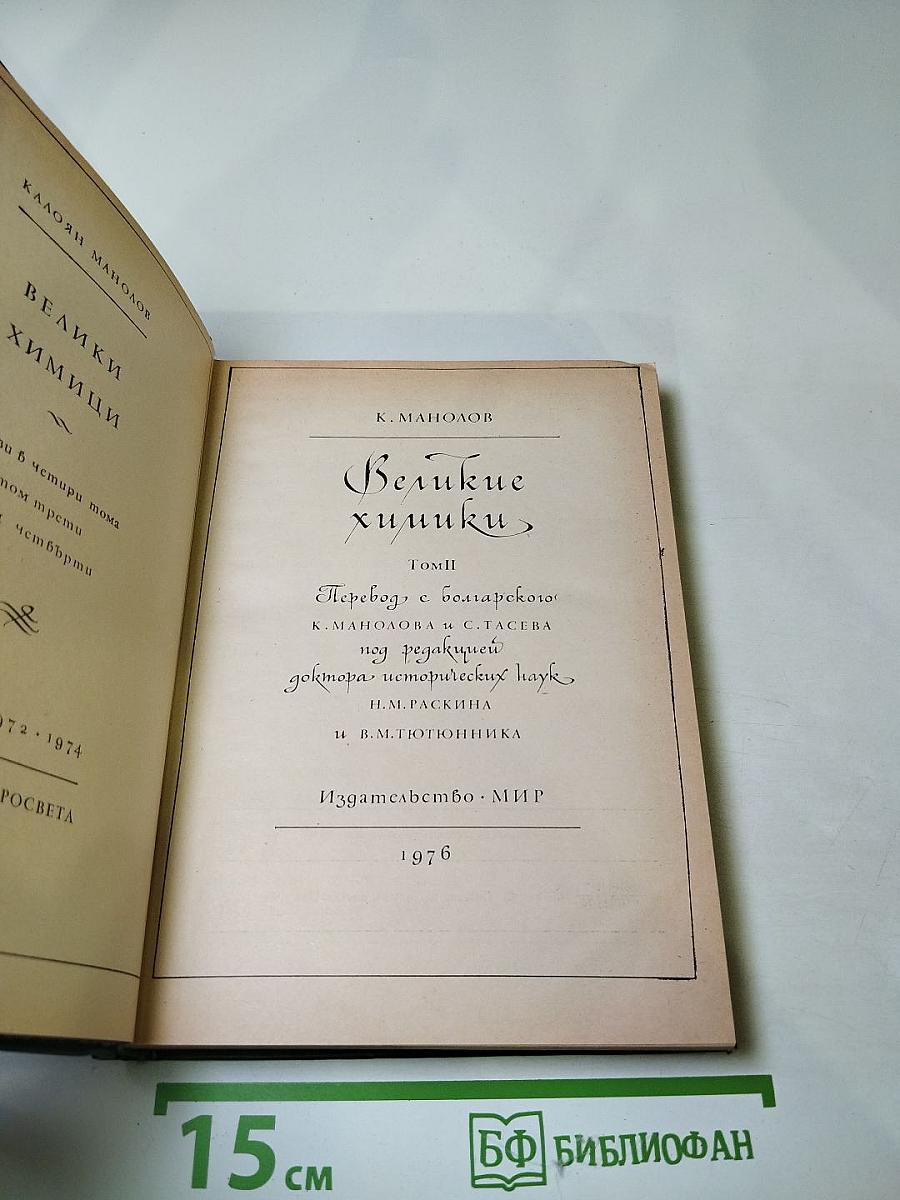 КАЛОЯН МАНОЛОВ
ВЕЛИКИ
ХИМИЦИ
в четири тома
том трети
четвърти
1972 · 1974
К. МАНОЛОВ
Великие
химики
Том II
Перевод с болгарского
К. МАНОЛОВА и С. ТАСЕВА
под редакцией
доктора исторических наук
Н. М. РАСКИНА
и В. М. ТЮТЮННИКА
Издательство · МИР
1976
15 см
БФ БИБЛИОФАН